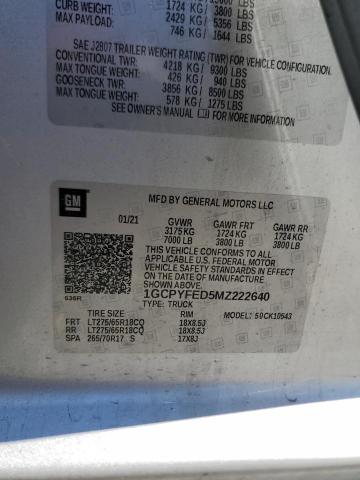 CURB WEIGHT
1724 KG/ 3800 LBS
MAX PAYLOAD:
2429 KG/ 5356 LBS
746 KG/ 1644 LBS
SAE J2807 TRAILER WEIGHT RATING (TWR) FOR VEHICLE CONFIGURATION:
CONVENTIONAL TWR: 4218 KG/ 9300 LBS
MAX TONGUE WEIGHT: 426 KG/ 940 LBS
GOOSENECK TWR: 3856 KG/ 8500 LBS
MAX TONGUE WEIGHT: 578 KG/ 1275 LBS
SEE OWNER'S MANUAL FOR MORE INFORMATION
GM
MFD BY GENERAL MOTORS LLC
01/21 GVWR GAWR FRT GAWR RR
3175 KG 1724 KG 1724 KG
7000 LB 3800 LB 3800 LB
THIS VEHICLE CONFORMS TO ALL APPLICABLE U.S. FEDERAL MOTOR VEHICLE SAFETY STANDARDS IN EFFECT ON THE DATE OF MANUFACTURE SHOWN ABOVE.
1GCPYFED5MZ222640
TYPE: TRUCK
TIRE SIZE RIM MODEL: CK10543
FRT LT275/65R18CQ 18X8.5J
RR LT275/65R18CQ 18X8.5J
SPA 265/70R17 S 17X8J